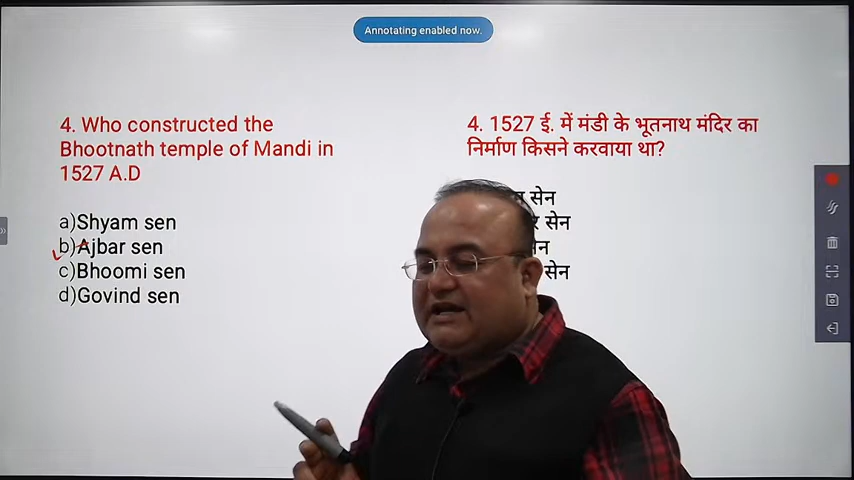 Annotating enabled now.
4. Who constructed the
Bhootnath temple of Mandi in
1527 A.D
a)Shyam sen
b)Ajbar sen
c)Bhoomi sen
d)Govind sen
4. 1527 ई. में मंडी के भूतनाथ मंदिर का
निर्माण किसने करवाया था?
सेन
सेन
सेन